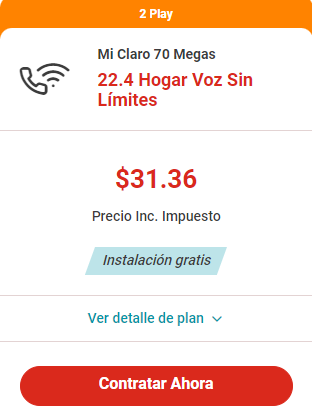 2 Play
Mi Claro 70 Megas
22.4 Hogar Voz Sin
Límites
$31.36
Precio Inc. Impuesto
Instalación gratis
Ver detalle de plan
Contratar Ahora